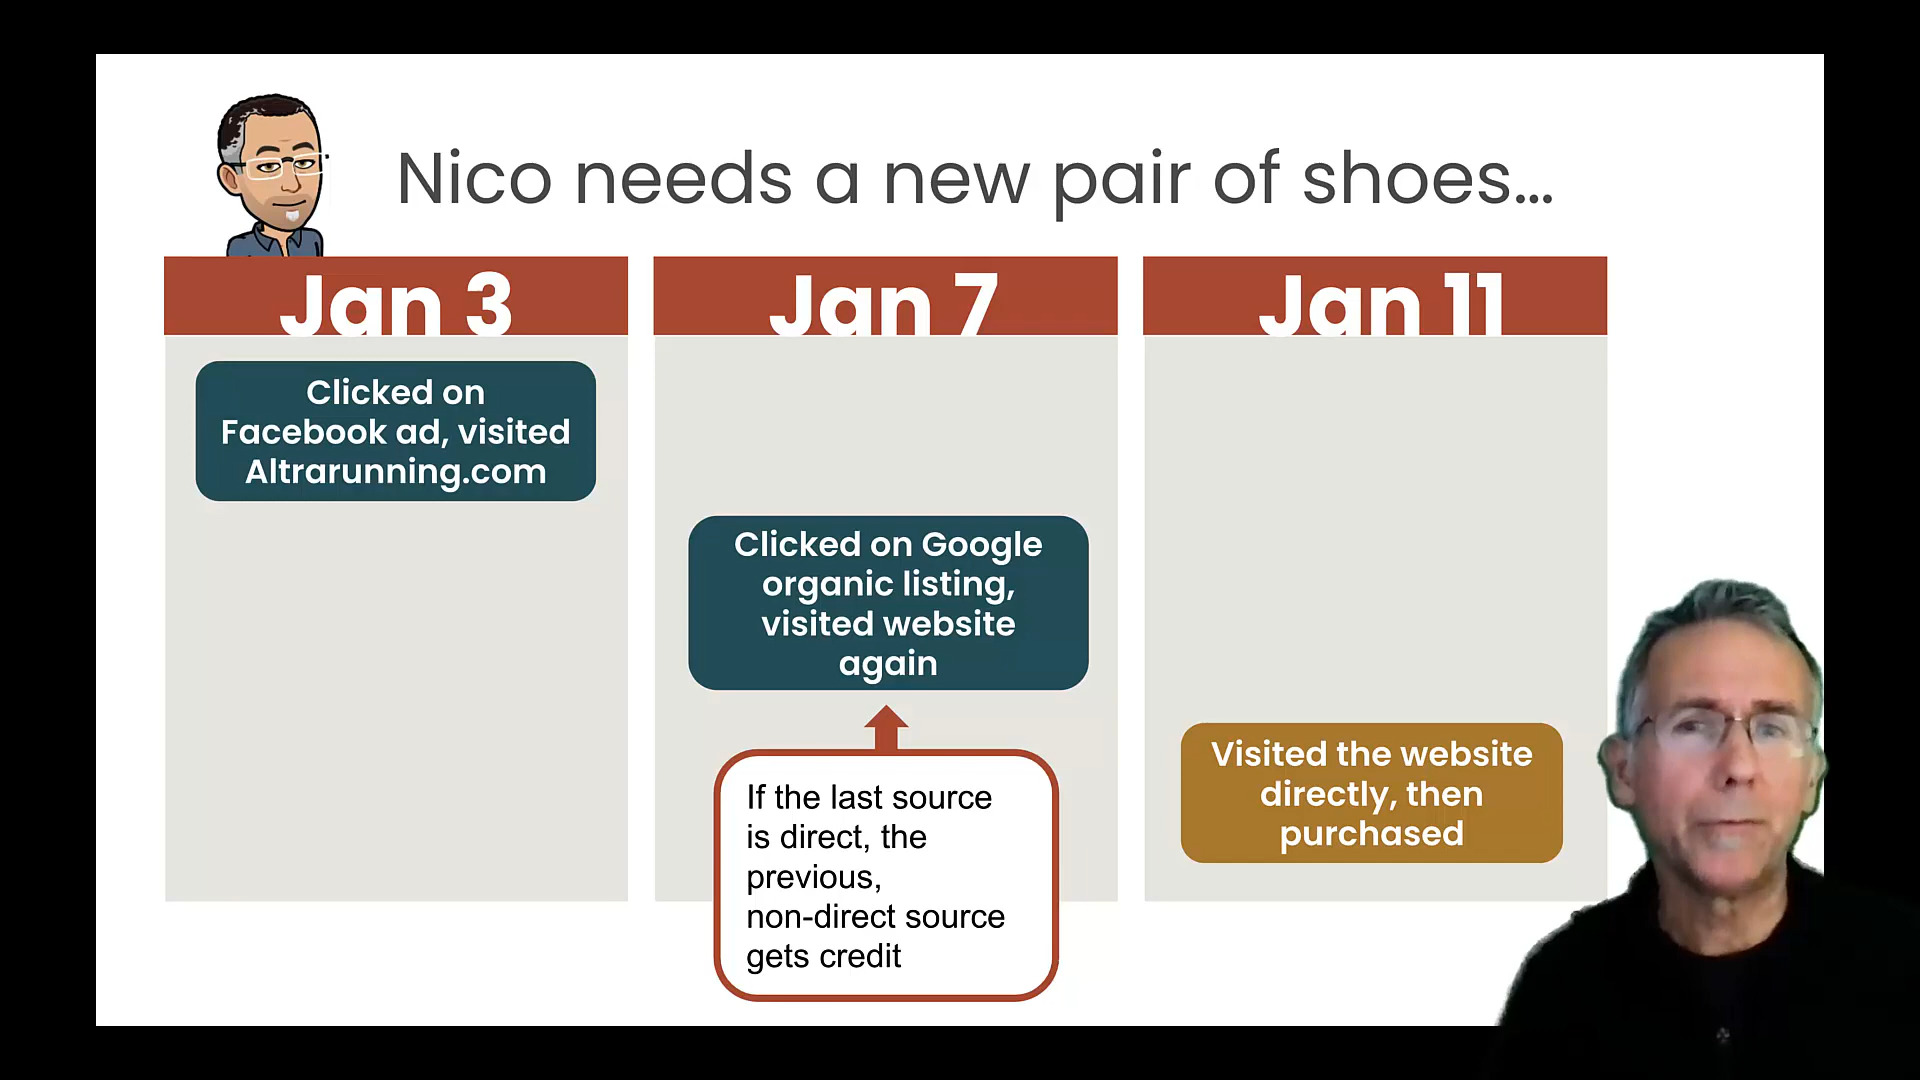 Nico needs a new pair of shoes...
Jan 3
Jan 7
Jan 11
Clicked on
Facebook ad, visited
Altrarunning.com
Clicked on Google
organic listing,
visited website
again
If the last source
is direct, the
previous,
non-direct source
gets credit
Visited the website
directly, then
purchased